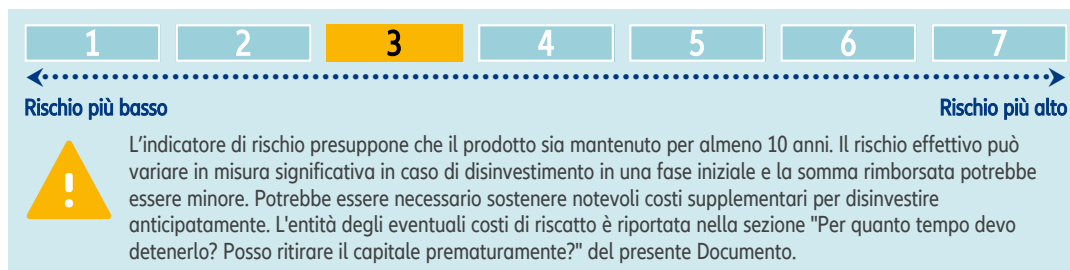 1 2 3 4 5 6 7
Rischio più basso Rischio più alto
L'indicatore di rischio presuppone che il prodotto sia mantenuto per almeno 10 anni. Il rischio effettivo può
variare in misura significativa in caso di disinvestimento in una fase iniziale e la somma rimborsata potrebbe
essere minore. Potrebbe essere necessario sostenere notevoli costi supplementari per disinvestire
anticipatamente. L'entità degli eventuali costi di riscatto è riportata nella sezione "Per quanto tempo devo
detenerlo? Posso ritirare il capitale prematuramente?" del presente Documento.